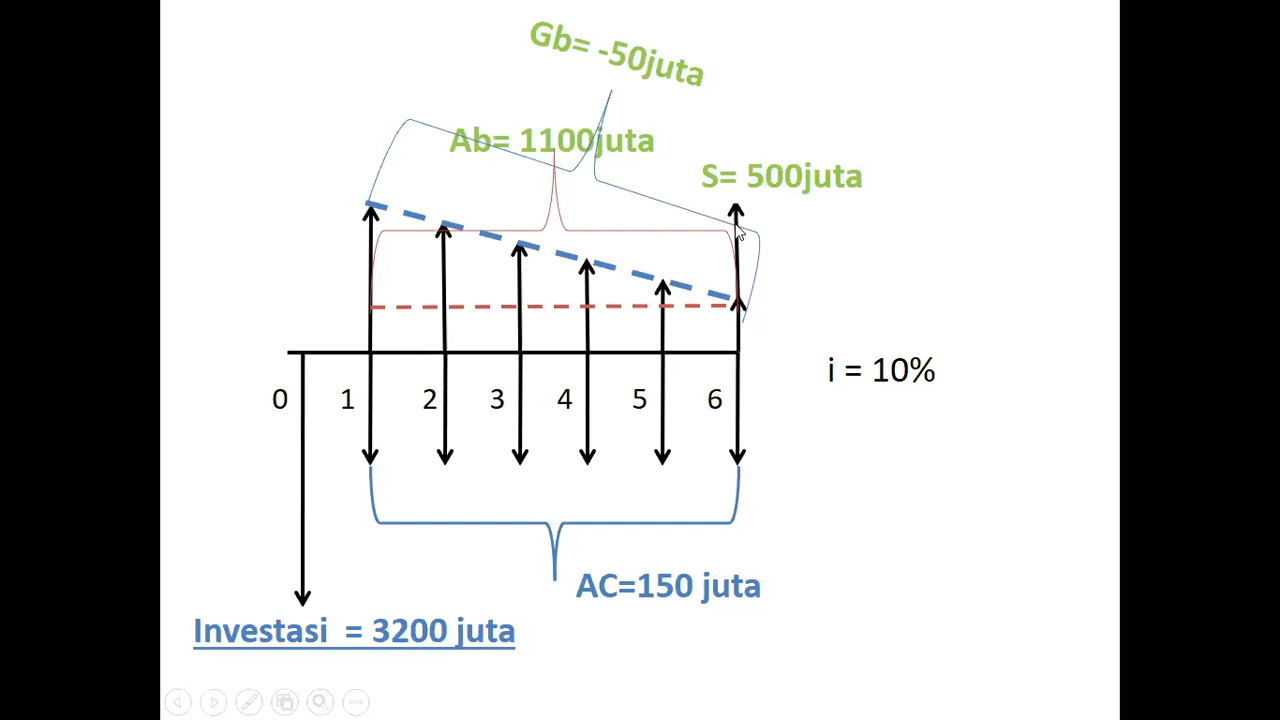 Gb= -50juta
Ab= 1100juta
S= 500juta
0 1 2 3 4 5 6
i = 10%
AC=150 juta
Investasi = 3200 juta